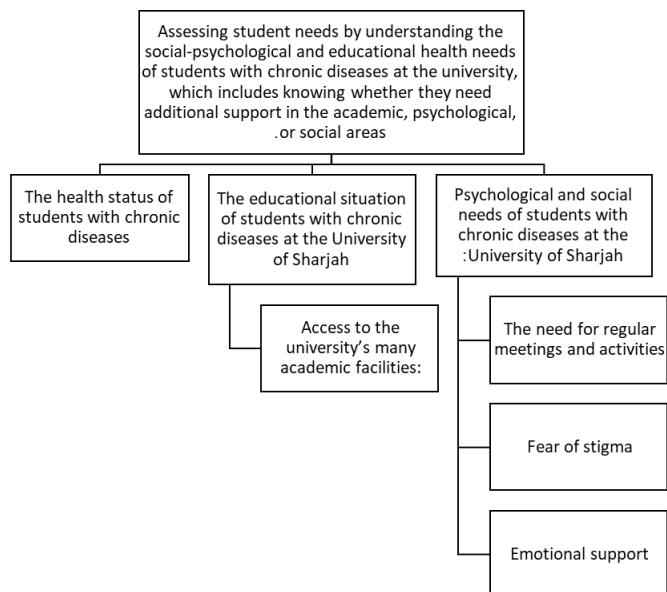 Assessing student needs by understanding the
social-psychological and educational health needs
of students with chronic diseases at the university,
which includes knowing whether they need
additional support in the academic, psychological,
.or social areas
The health status of
students with chronic
diseases
The educational situation
of students with chronic
diseases at the University
of Sharjah
Psychological and social
needs of students with
chronic diseases at the
:University of Sharjah
Access to the
university’s many
academic facilities:
The need for regular
meetings and activities
Fear of stigma
Emotional support